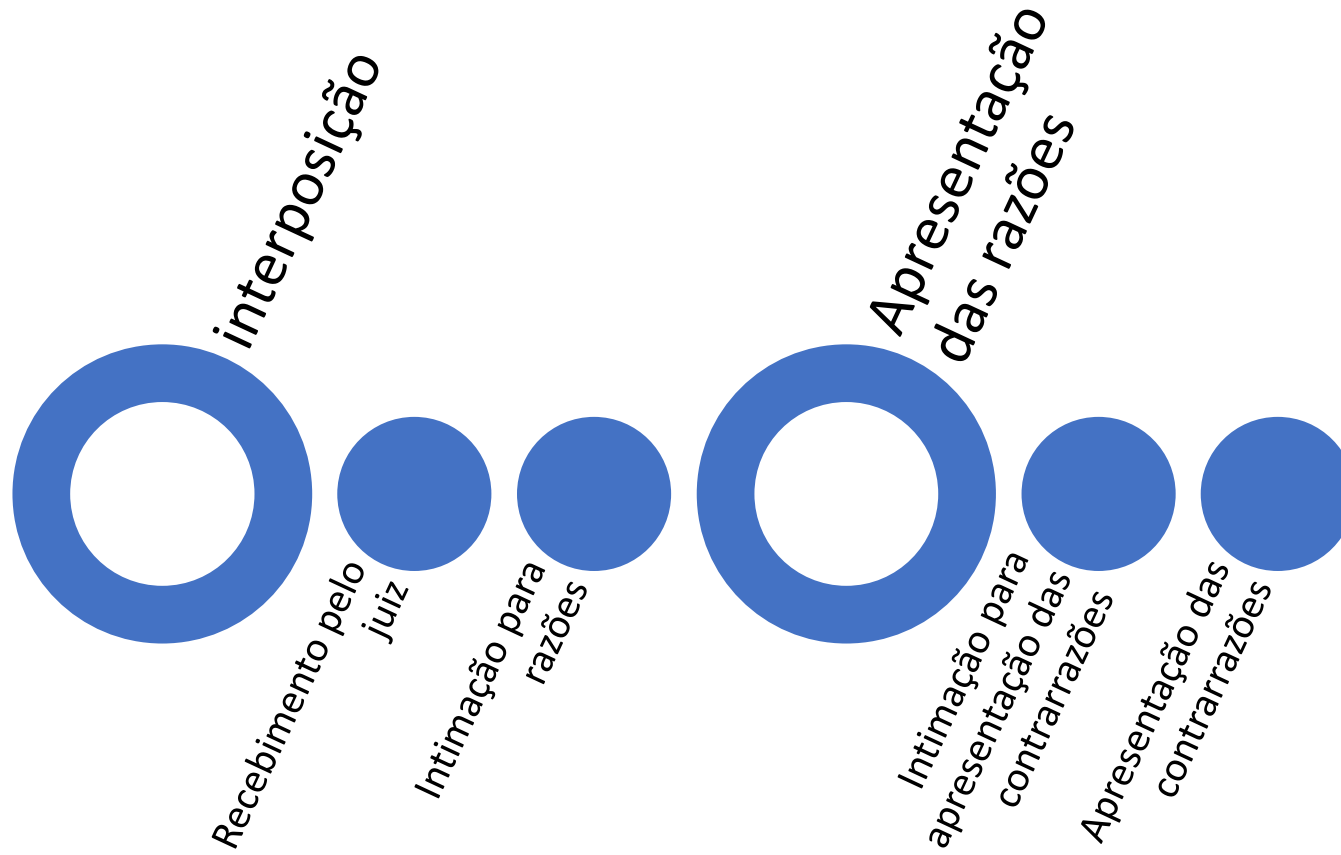 interposição
Recebimento pelo
juiz
Intimação para
razões
Apresentação
das razões
Intimação para
apresentação das
contrarrazões
Apresentação das
contrarrazões